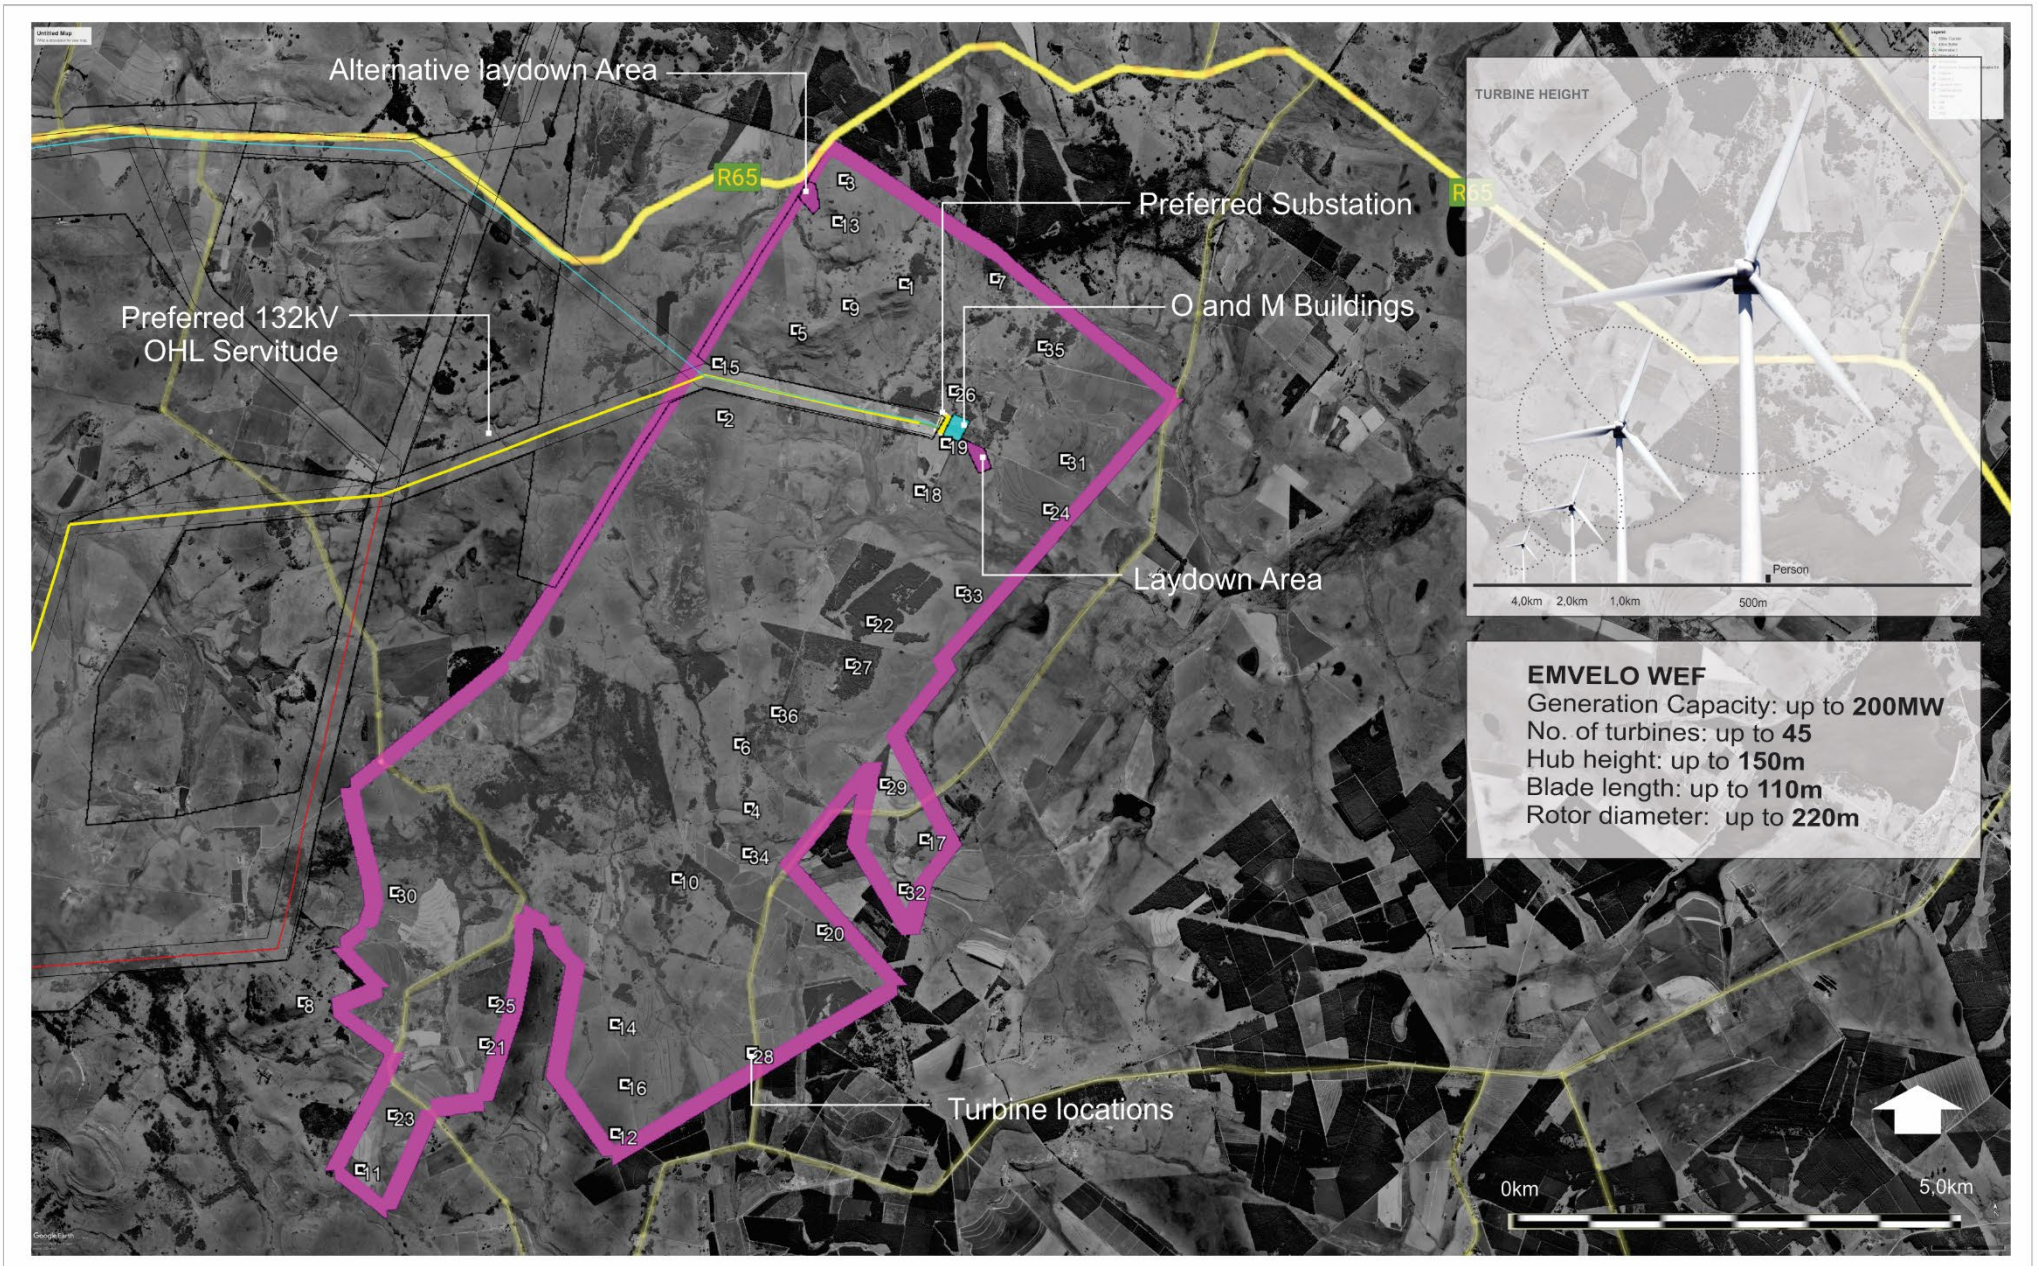 Untitled Map
Alternative laydown Area
R65
Preferred Substation
O and M Buildings
Preferred 132kV
OHL Servitude
Laydown Area
Turbine locations
3
13
1
7
9
5
35
15
26
2
19
31
18
24
33
22
27
36
6
29
4
17
34
10
32
30
20
8
25
14
21
28
16
23
12
11
R65
TURBINE HEIGHT
Person
4,0km 2,0km 1,0km 500m
EMVELO WEF
Generation Capacity: up to 200MW
No. of turbines: up to 45
Hub height: up to 150m
Blade length: up to 110m
Rotor diameter: up to 220m
0km 5,0km
Google Earth